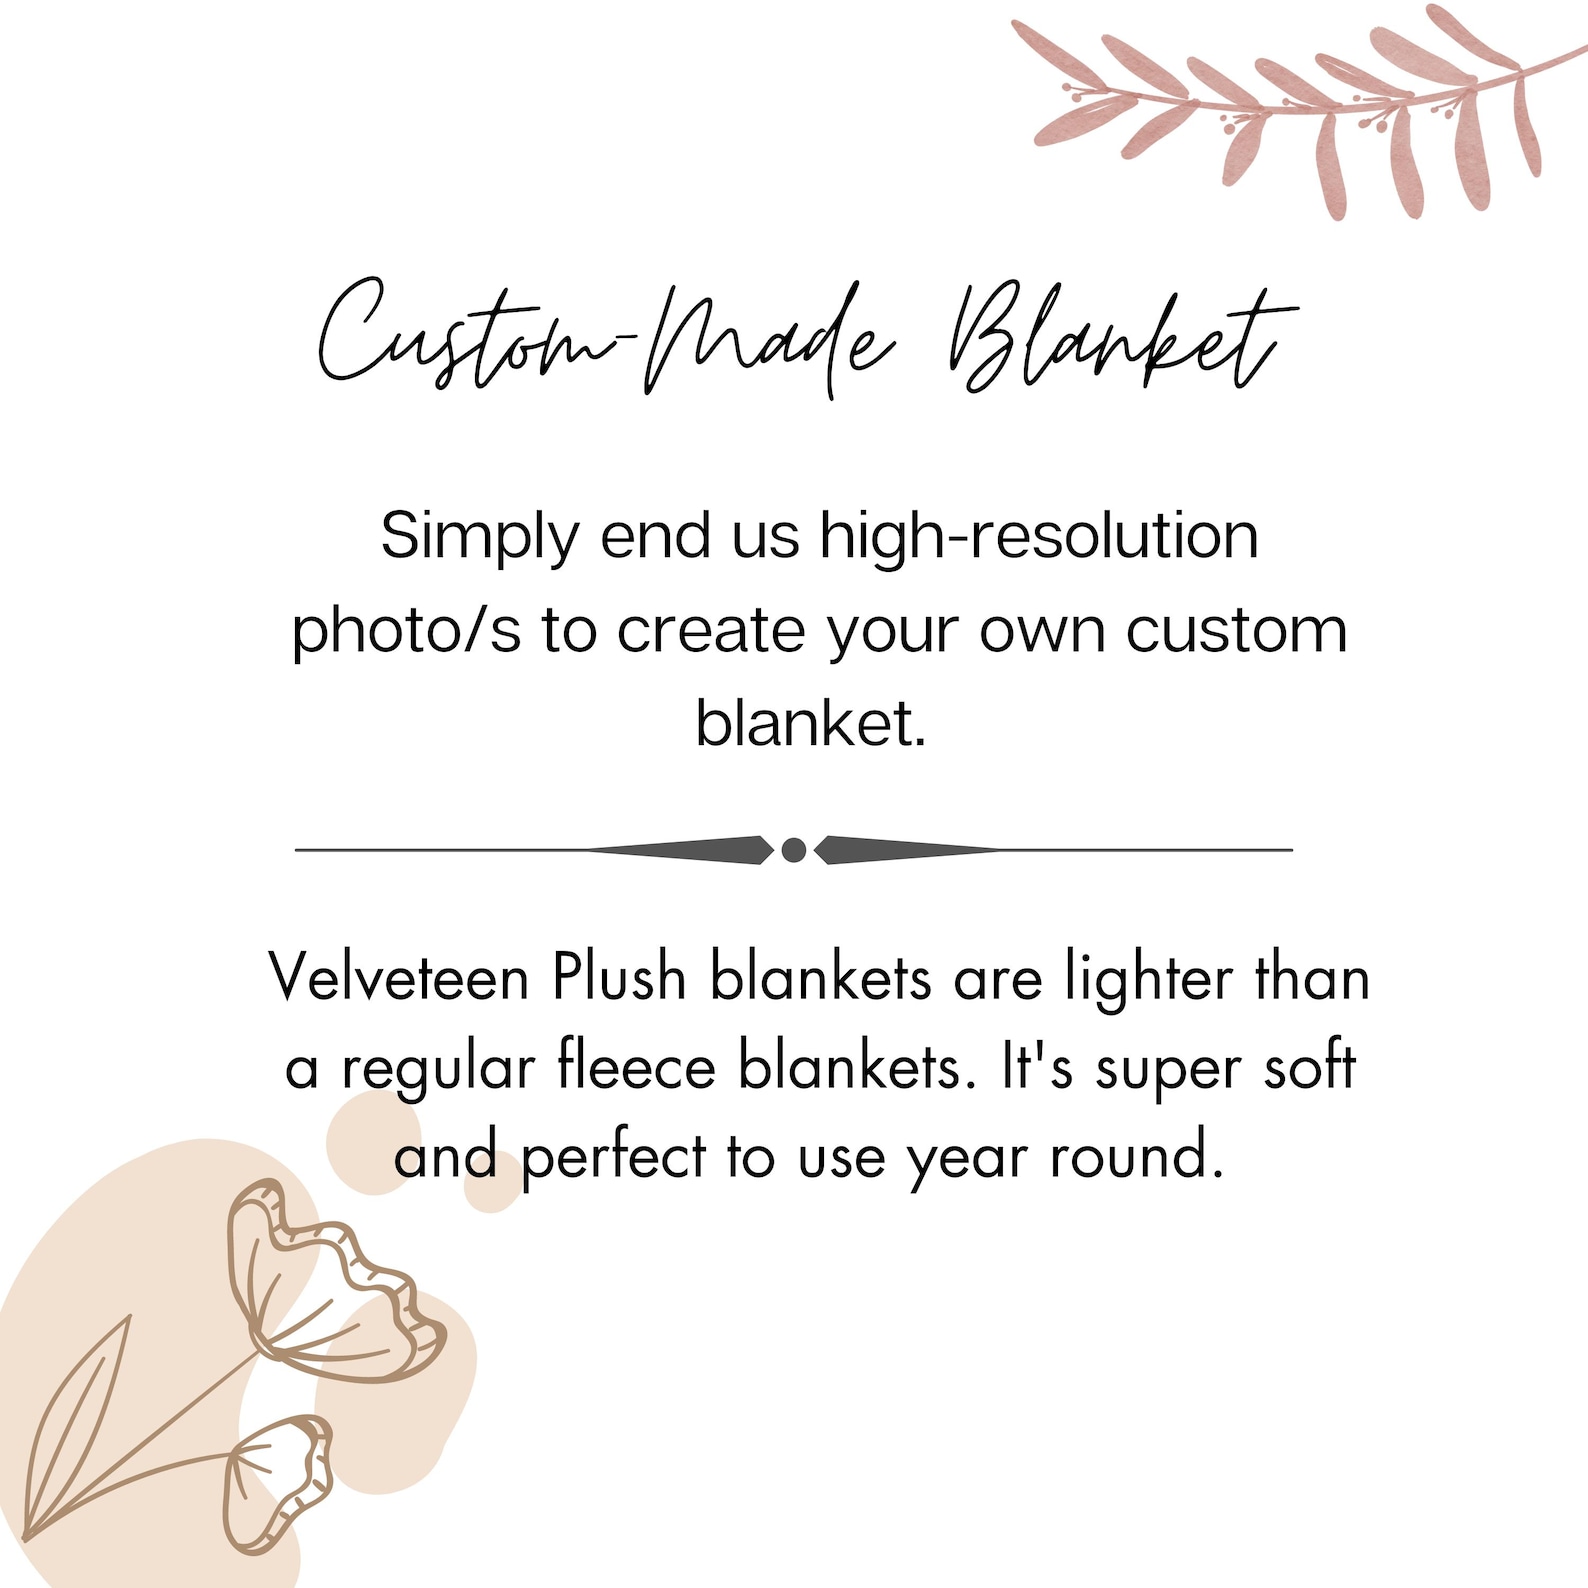 Custom-Made Blanket
Simply end us high-resolution
photo/s to create your own custom
blanket.
Velveteen Plush blankets are lighter than
a regular fleece blankets. It's super soft
and perfect to use year round.